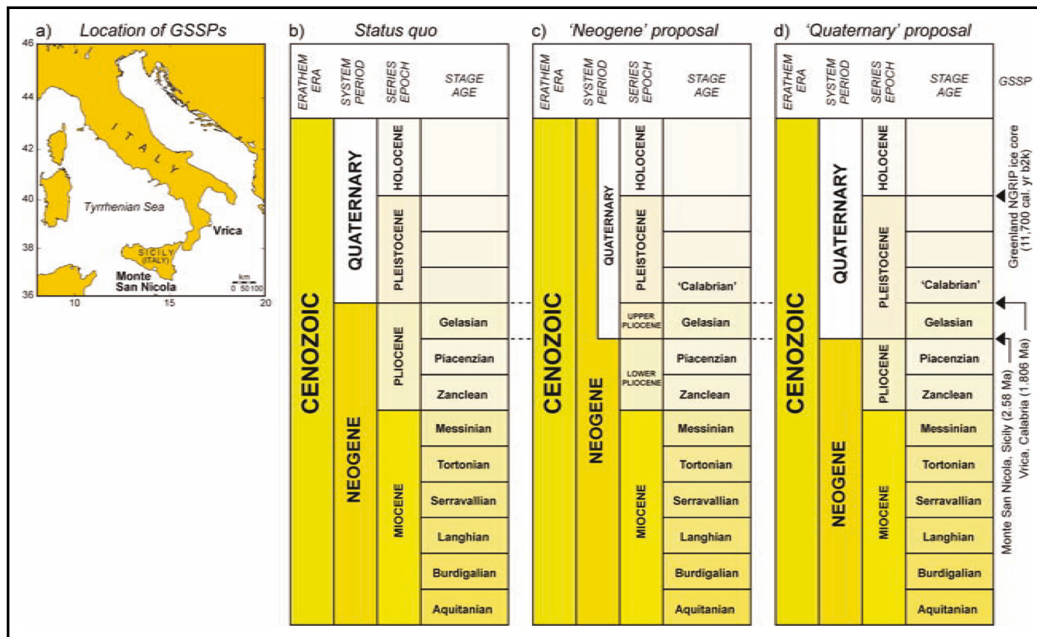 a) Location of GSSPs
46
44
42
40
38
36
10
15
20
ITALY
Tyrrhenian Sea
Vrica
SICILY
(ITALY)
Monte
San Nicola
km
0 50 100
b) Status quo
ERATHEM
ERA
SYSTEM
PERIOD
SERIES
EPOCH
STAGE
AGE
CENOZOIC
QUATERNARY
NEOGENE
HOLOCENE
PLEISTOCENE
PLIOCENE
MIOCENE
Gelasian
Piacenzian
Zanclean
Messinian
Tortonian
Serravallian
Langhian
Burdigalian
Aquitanian
c) 'Neogene' proposal
ERATHEM
ERA
SYSTEM
PERIOD
SERIES
EPOCH
STAGE
AGE
CENOZOIC
NEOGENE
QUATERNARY
HOLOCENE
PLEISTOCENE
UPPER
PLIOCENE
LOWER
PLIOCENE
MIOCENE
'Calabrian'
Gelasian
Piacenzian
Zanclean
Messinian
Tortonian
Serravallian
Langhian
Burdigalian
Aquitanian
d) 'Quaternary' proposal
ERATHEM
ERA
SYSTEM
PERIOD
SERIES
EPOCH
STAGE
AGE
GSSP
CENOZOIC
QUATERNARY
NEOGENE
HOLOCENE
PLEISTOCENE
PLIOCENE
MIOCENE
'Calabrian'
Gelasian
Piacenzian
Zanclean
Messinian
Tortonian
Serravallian
Langhian
Burdigalian
Aquitanian
Greenland NGRIP ice core
(11,700 cal. yr b2k)
Monte San Nicola, Sicily (2.58 Ma)
Vrica, Calabria (1.806 Ma)